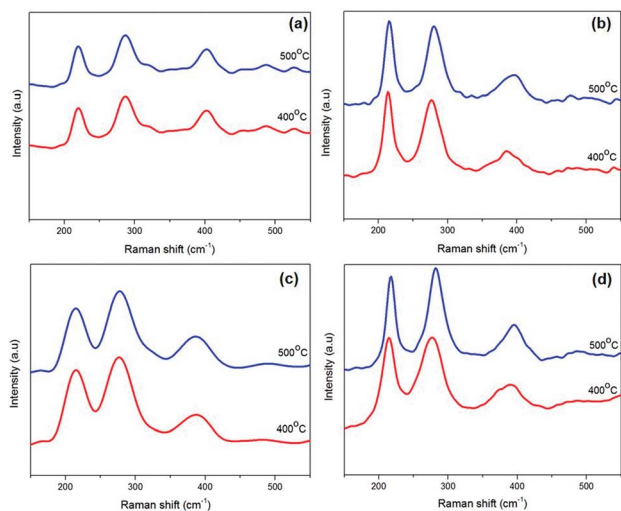 (a)
500°C
400°C
Intensity (a.u)
200 300 400 500
Raman shift (cm⁻¹)
(b)
500°C
400°C
Intensity (a.u)
200 300 400 500
Raman shift (cm⁻¹)
(c)
500°C
400°C
Intensity (a.u)
200 300 400 500
Raman shift (cm⁻¹)
(d)
500°C
400°C
Intensity (a.u)
200 300 400 500
Raman shift (cm⁻¹)